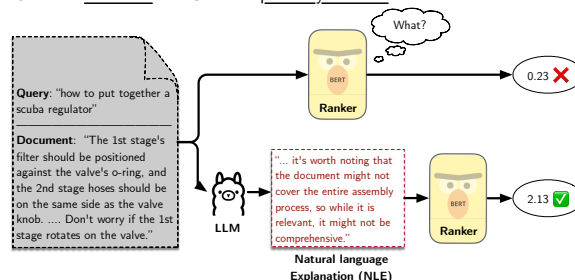 What?
Query: "how to put together a
scuba regulator"
Document: "The 1st stage's
filter should be positioned
against the valve's o-ring, and
the 2nd stage hoses should be
on the same side as the valve
knob. .... Don't worry if the 1st
stage rotates on the valve."
BERT
Ranker
0.23
LLM
"... it's worth noting that
the document might not
cover the entire assembly
process, so while it is
relevant, it might not be
comprehensive."
Natural language
Explanation (NLE)
BERT
Ranker
2.13